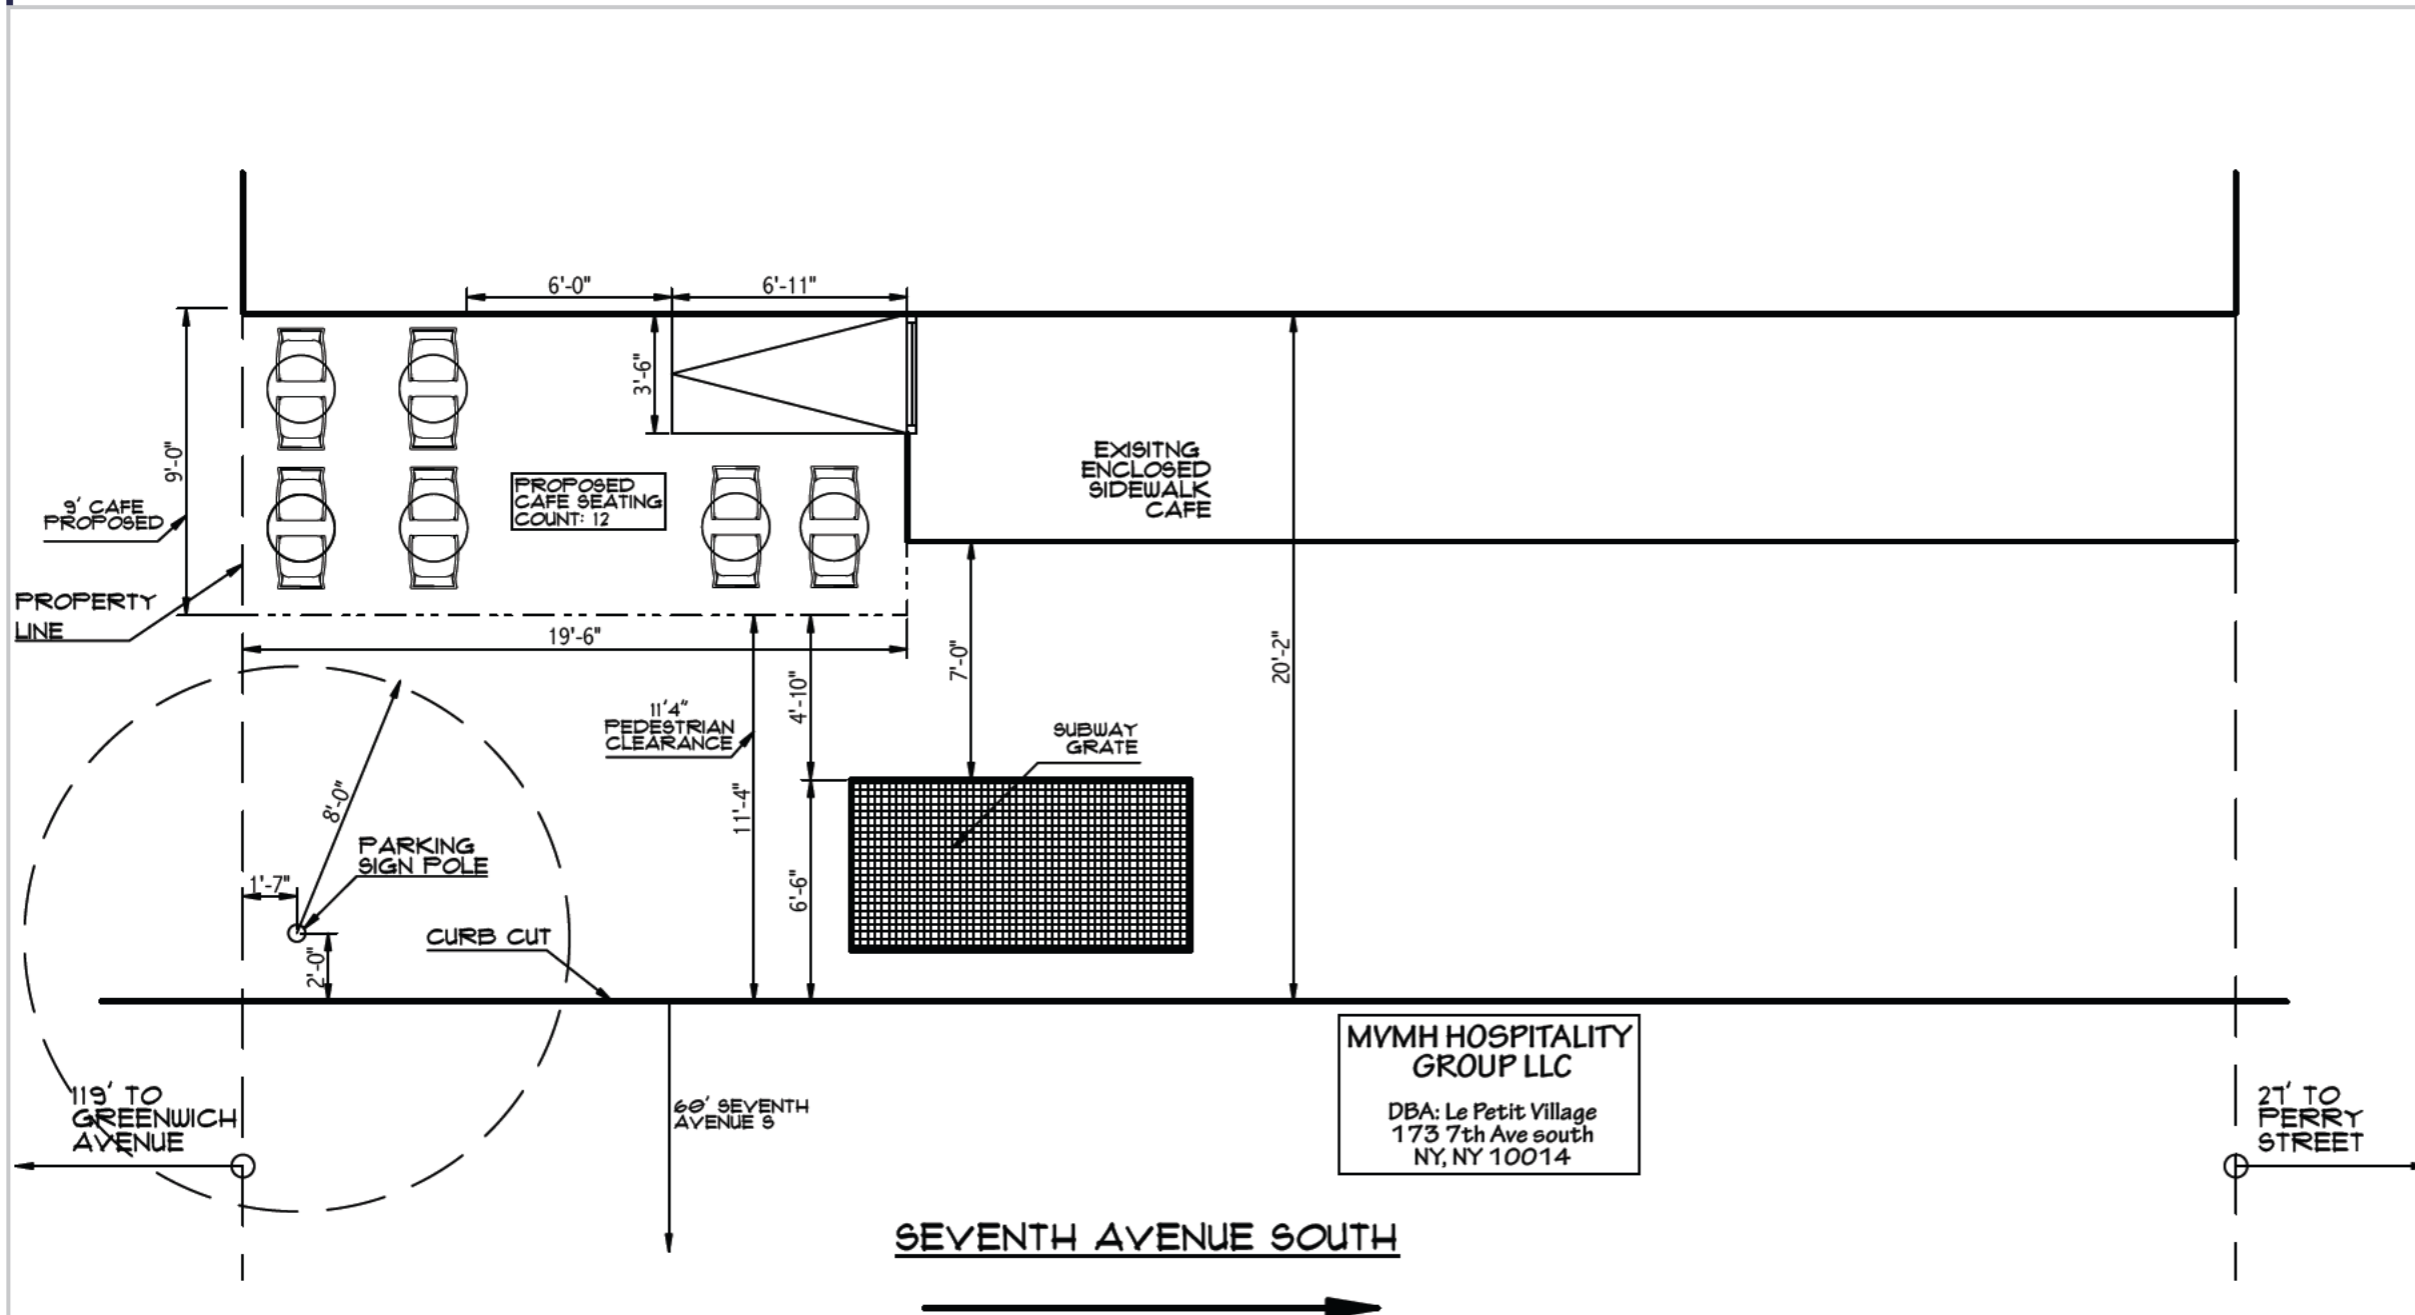 6'-0"
6'-11"
3'-6"
9'-0"
9' CAFE
PROPOSED
PROPOSED
CAFE SEATING
COUNT: 12
EXISITNG
ENCLOSED
SIDEWALK
CAFE
PROPERTY
LINE
19'-6"
11'4"
PEDESTRIAN
CLEARANCE
4'-10"
7'-0"
20'-2"
SUBWAY
GRATE
8'-0"
11'-4"
6'-6"
PARKING
SIGN POLE
1'-7"
2'-0"
CURB CUT
MVMH HOSPITALITY
GROUP LLC
DBA: Le Petit Village
173 7th Ave south
NY, NY 10014
119' TO
GREENWICH
AVENUE
60' SEVENTH
AVENUE S
27' TO
PERRY
STREET
SEVENTH AVENUE SOUTH